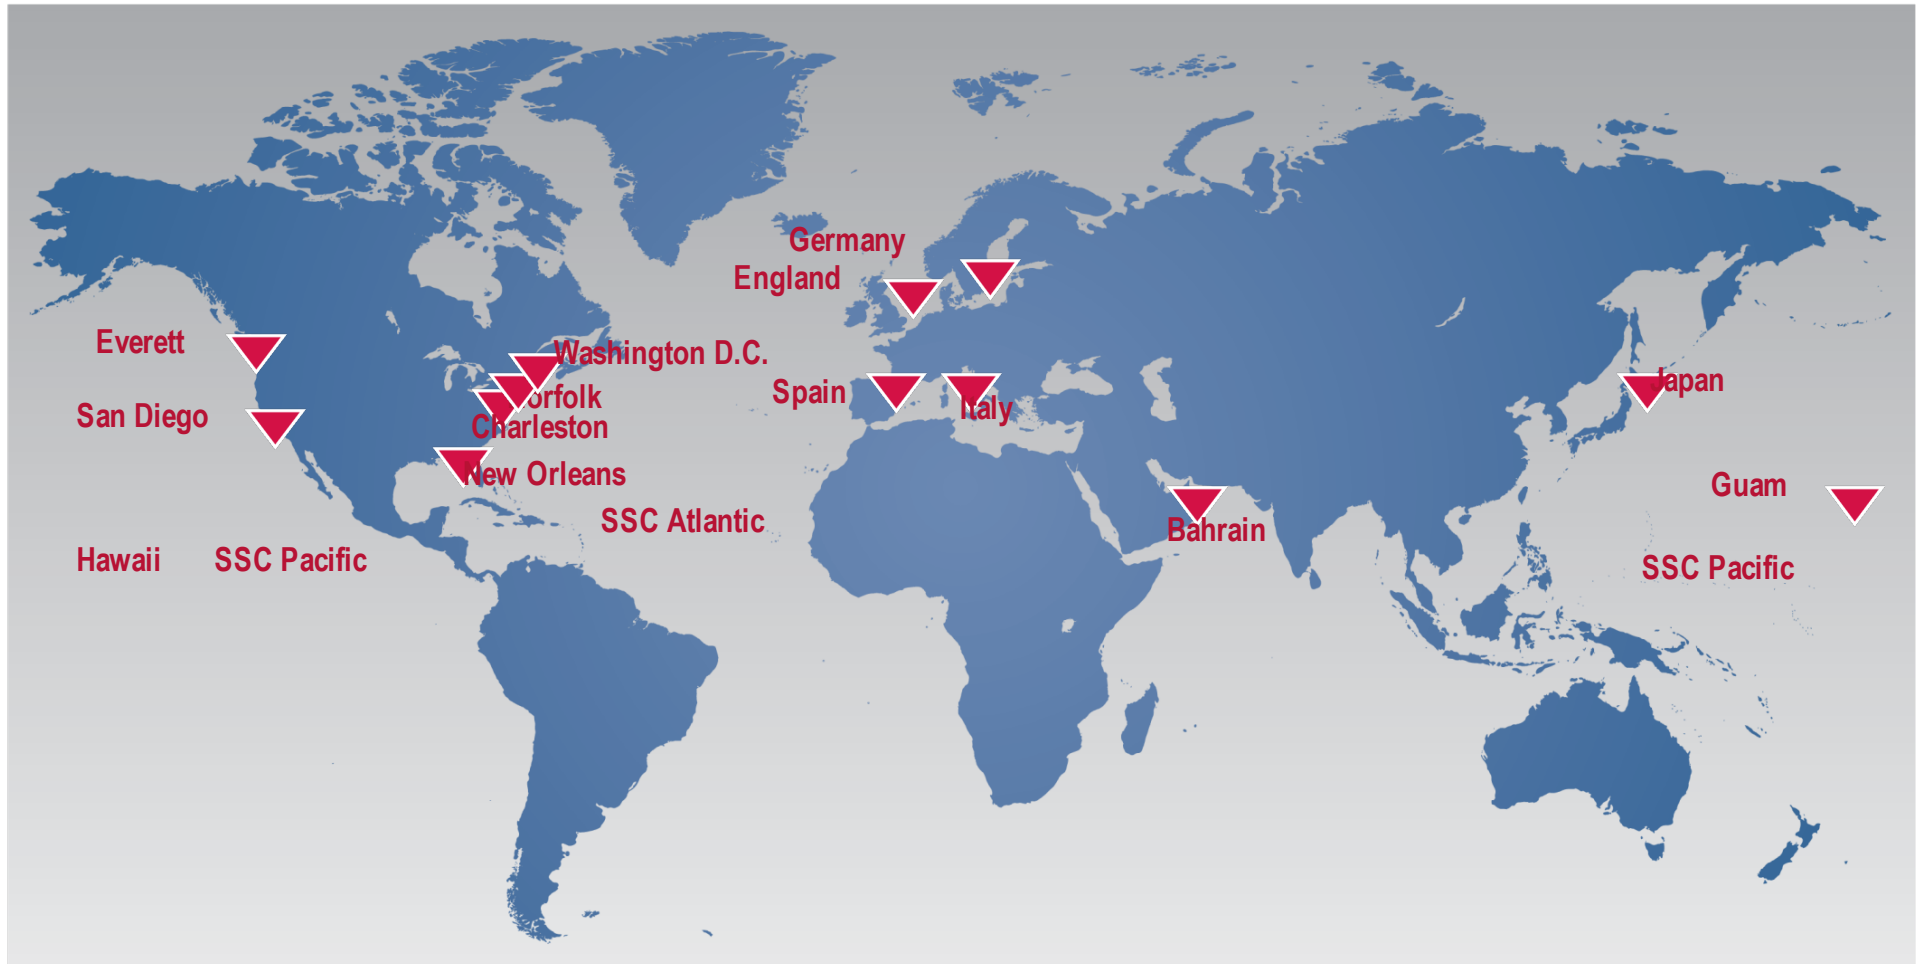 Germany
England
Everett
Washington D.C.
Spain
Japan
orfolk
Italy
San Diego
Charleston
New Orleans
Guam
SSC Atlantic
Bahrain
Hawaii
SSC Pacific
SSC Pacific